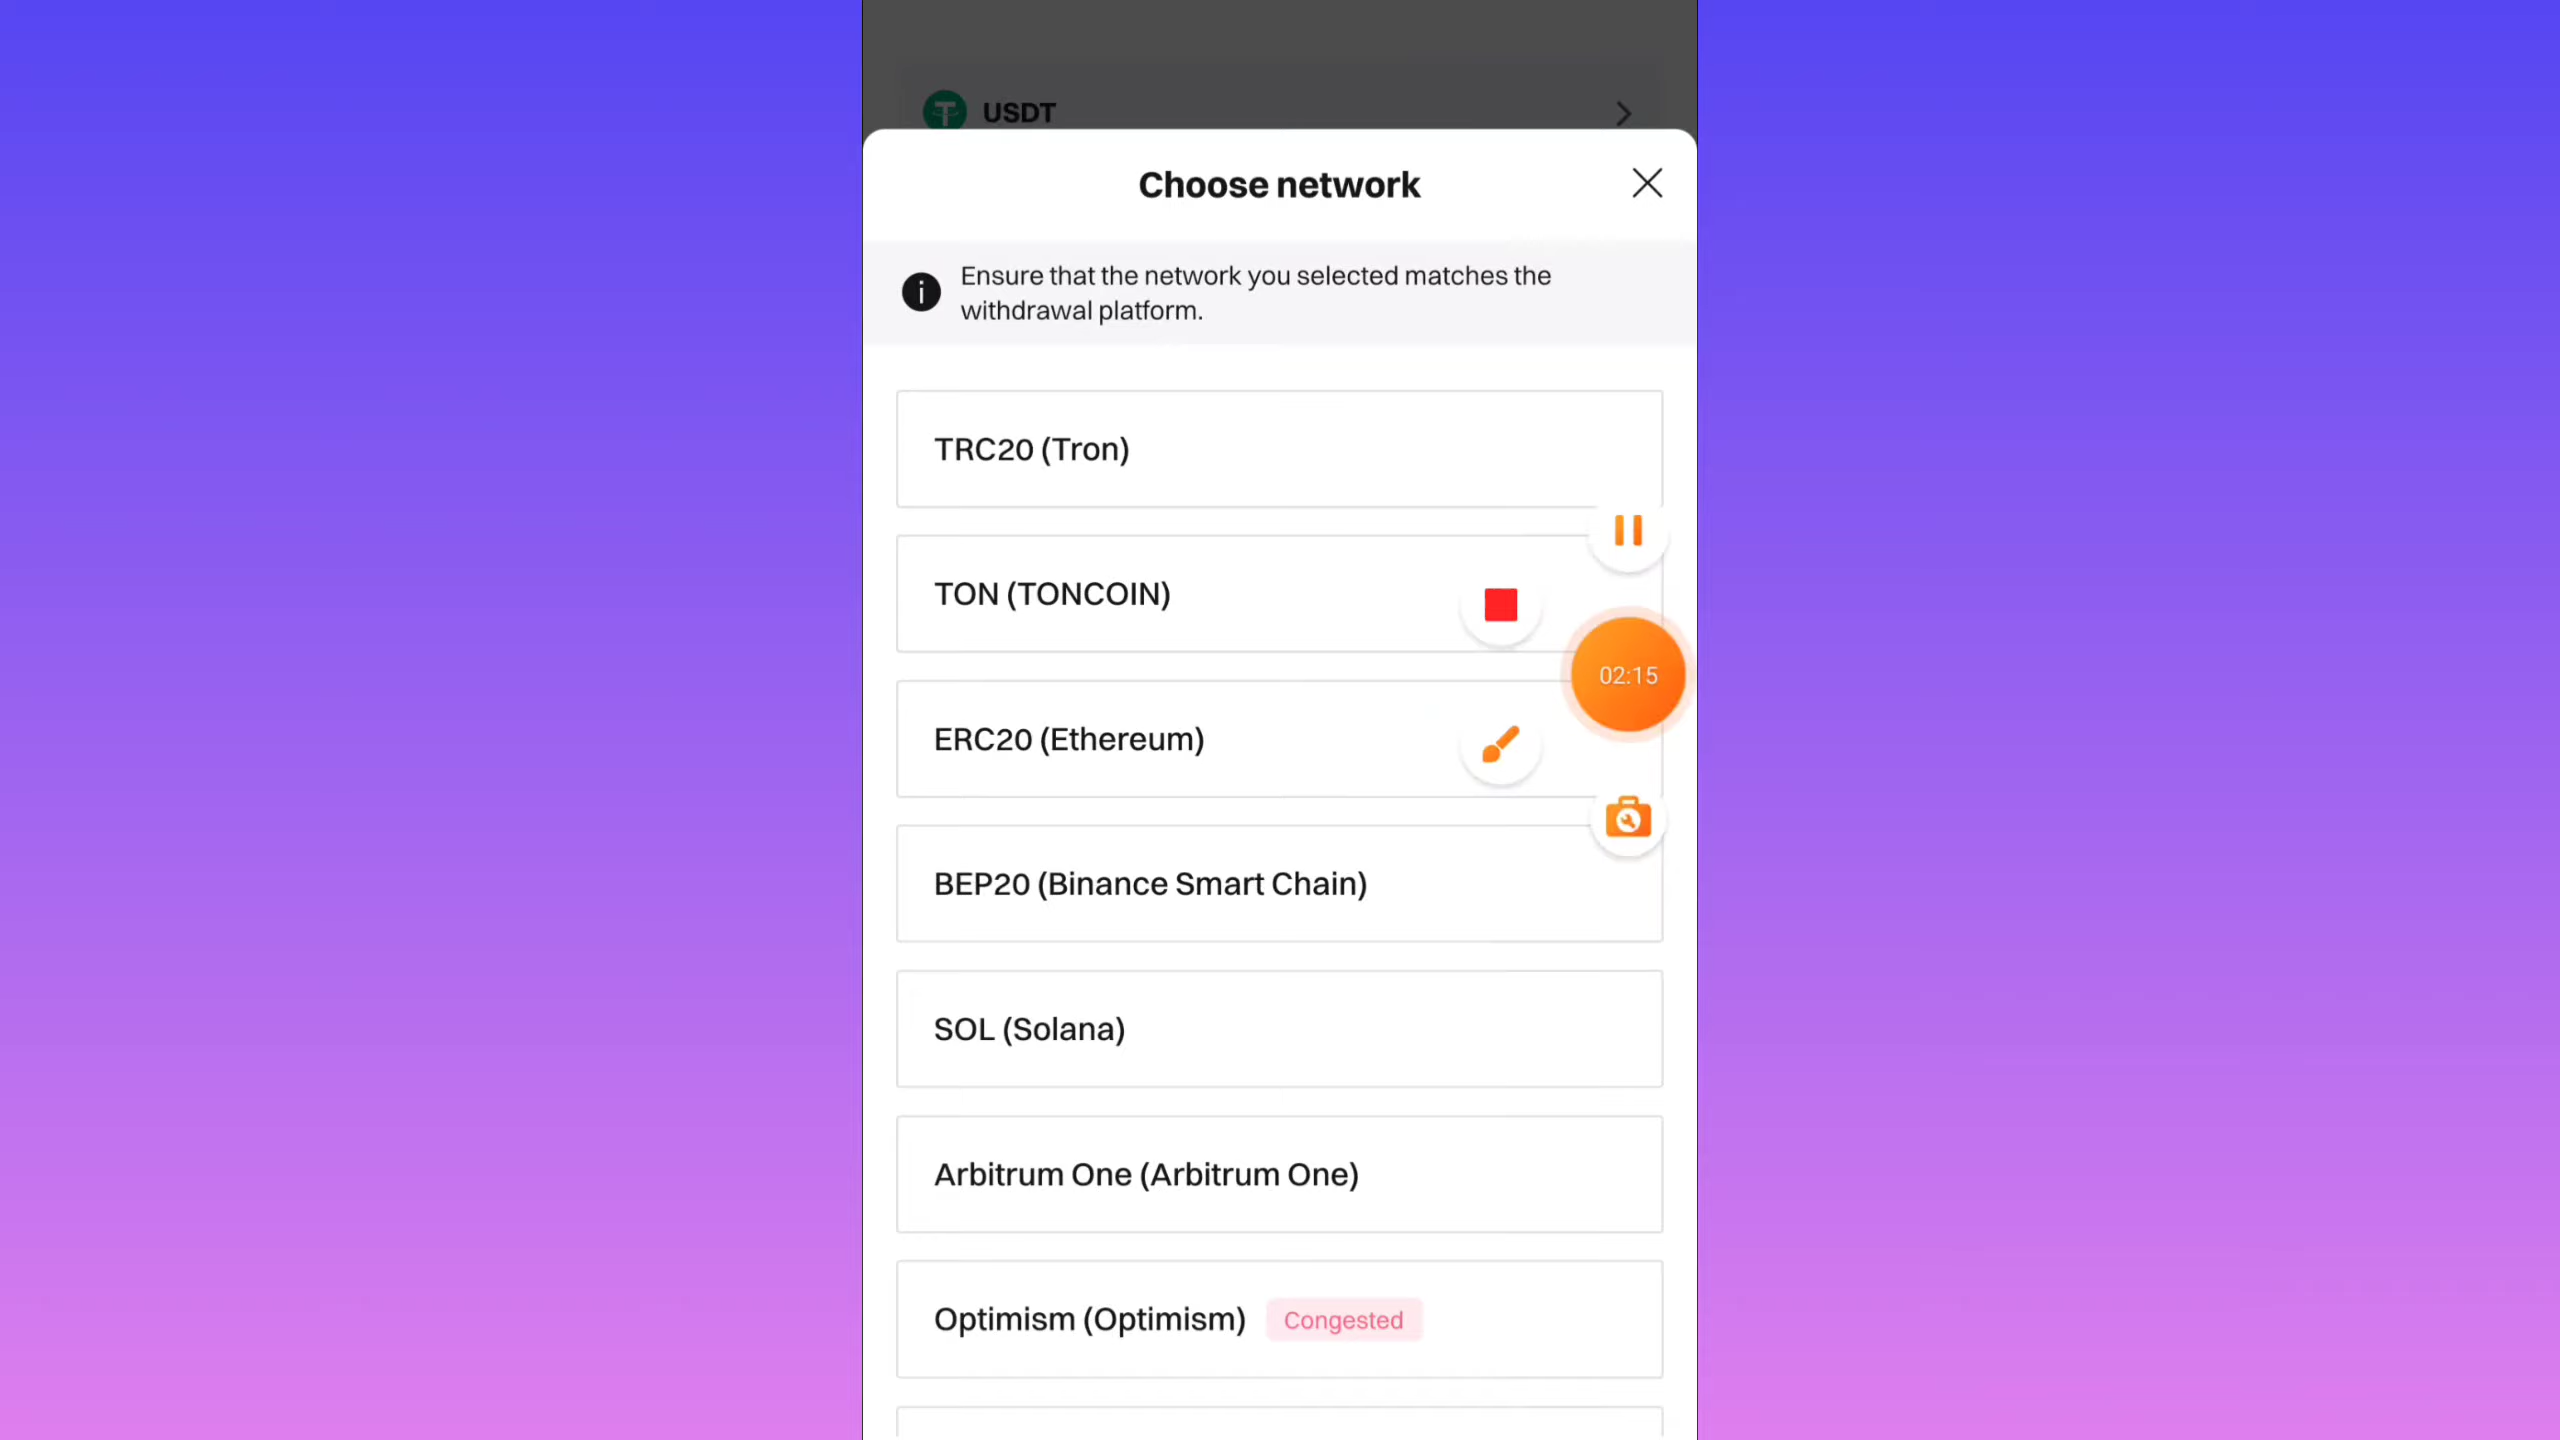 USDT
Choose network
Ensure that the network you selected matches the
withdrawal platform.
TRC20 (Tron)
TON (TONCOIN)
02:15
ERC20 (Ethereum)
BEP20 (Binance Smart Chain)
SOL (Solana)
Arbitrum One (Arbitrum One)
Optimism (Optimism) Congested